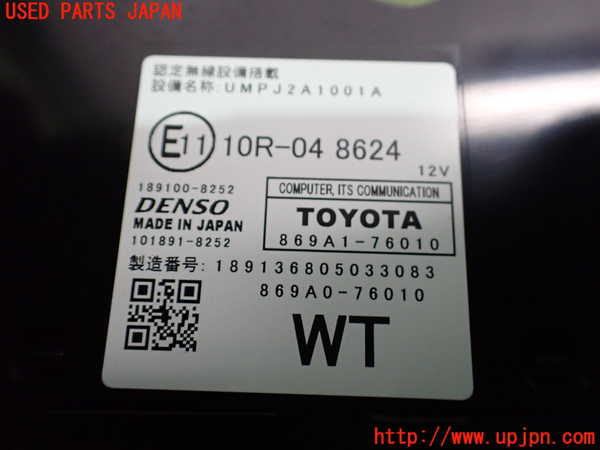 USED PARTS JAPAN
認定無線設備搭載
設備名称:UMPJ2A1001A
E11 10R-04 8624
12V
189100-8252
DENSO
MADE IN JAPAN
101891-8252
COMPUTER, ITS COMMUNICATION
TOYOTA
869A1-76010
製造番号:189136805033083
869A0-76010
WT
http://www.upjpn.com/